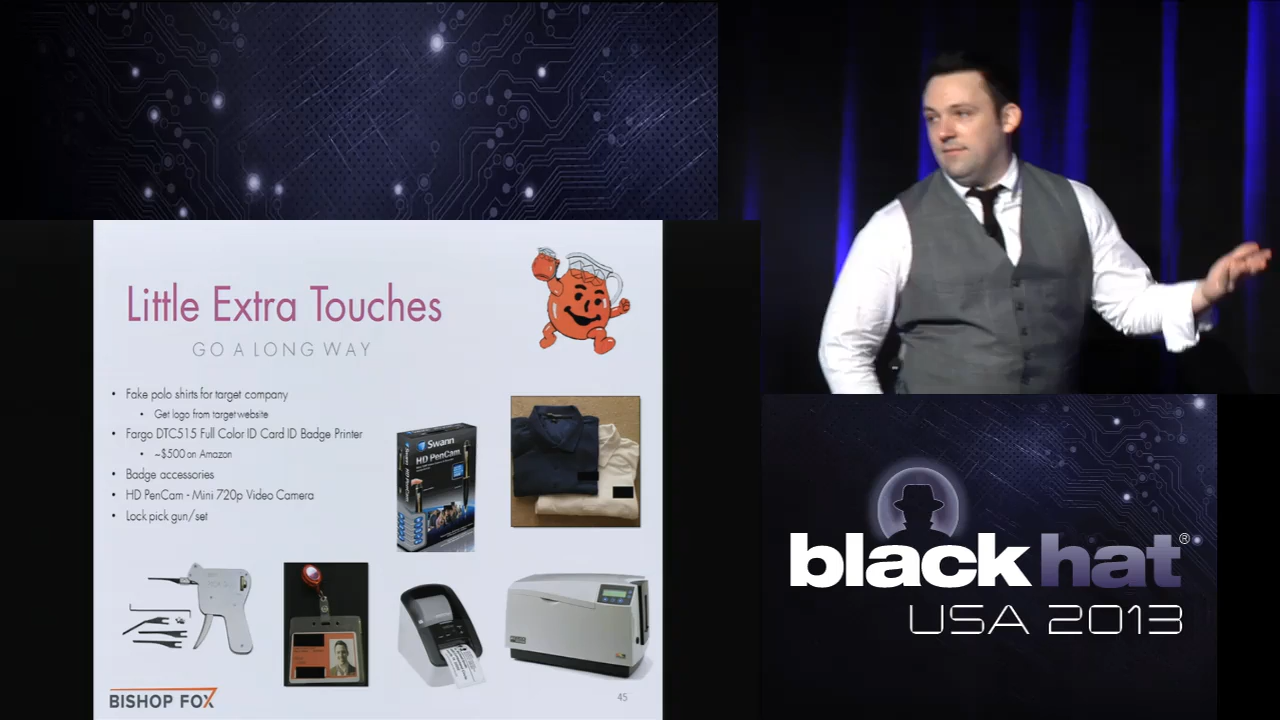 Little Extra Touches
GO A LONG WAY
• Fake polo shirts for target company
• Get logo from target website
• Fargo DTC515 Full Color ID Card ID Badge Printer
• ~$500 on Amazon
• Badge accessories
• HD PenCam - Mini 720p Video Camera
• Lock pick gun/set
Swann
HD PenCam
BISHOP FOX
45
blackhat®
USA 2013